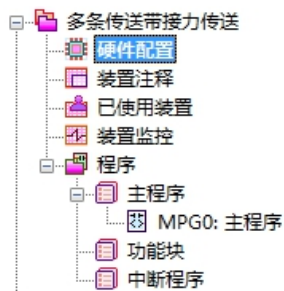 多条传送带接力传送
硬件配置
装置注释
已使用装置
装置监控
程序
主程序
MPG0: 主程序
功能块
中断程序